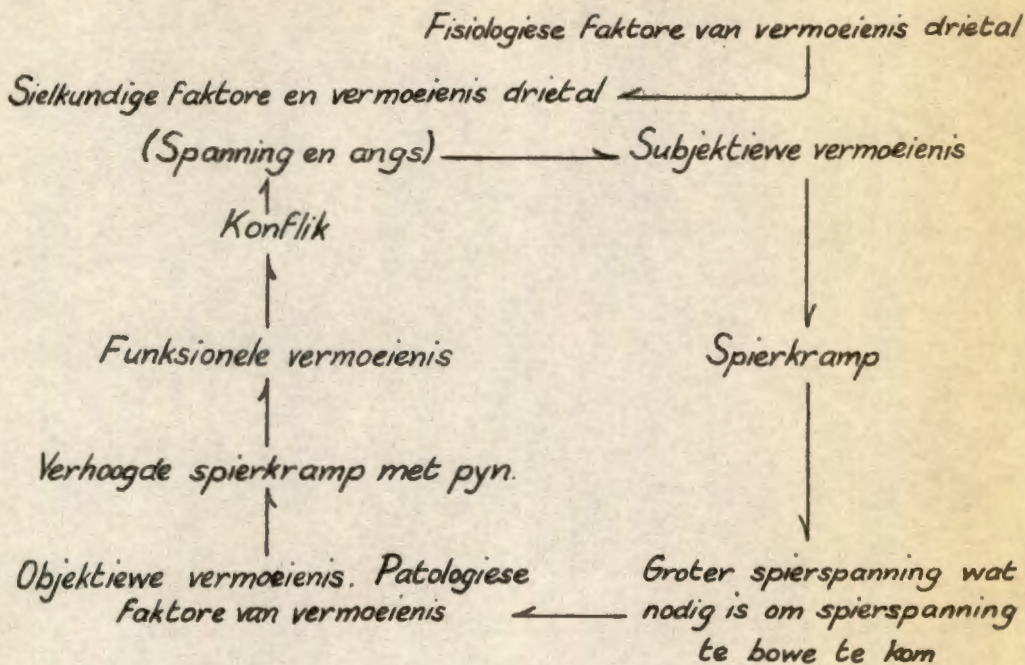 Fisiologiese faktore van vermoeienis drietal
Sielkundige faktore en vermoeienis drietal
(Spanning en angs)
Subjektiewe vermoeienis
Konflik
Funksionele vermoeienis
Spierkramp
Verhoogde spierkramp met pyn.
Objektiewe vermoeienis. Patologiese
faktore van vermoeienis
Groter spierspanning wat
nodig is om spierspanning
te bowe te kom